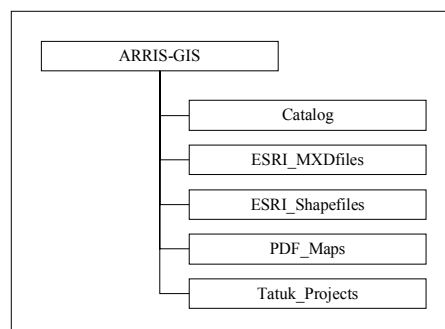 ARRIS-GIS
Catalog
ESRI_MXDfiles
ESRI_Shapefiles
PDF_Maps
Tatuk_Projects